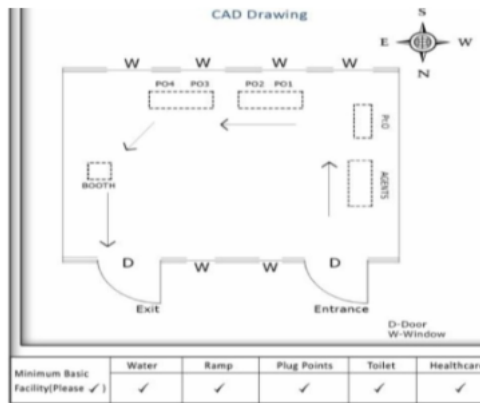 CAD Drawing
S
E W
N
W W W W
PO4 PO3 PO2 PO1
PrO
BOOTH
AGENTS
D W W D
Exit Entrance
D-Door
W-Window
Minimum Basic Facility(Please ✓) Water Ramp Plug Points Toilet Healthcare
✓ ✓ ✓ ✓ ✓